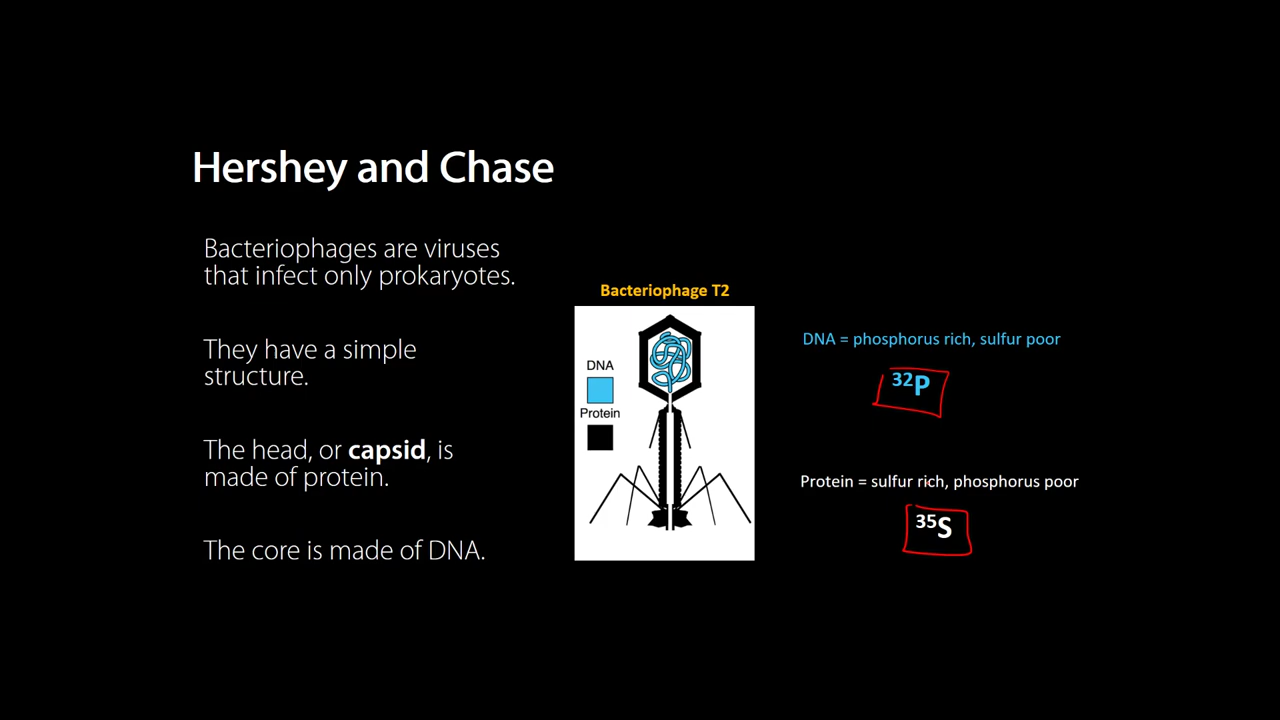 Hershey and Chase
Bacteriophages are viruses
that infect only prokaryotes.
They have a simple
structure.
The head, or capsid, is
made of protein.
The core is made of DNA.
Bacteriophage T2
DNA
Protein
DNA = phosphorus rich, sulfur poor
³²P
Protein = sulfur rich, phosphorus poor
³⁵S